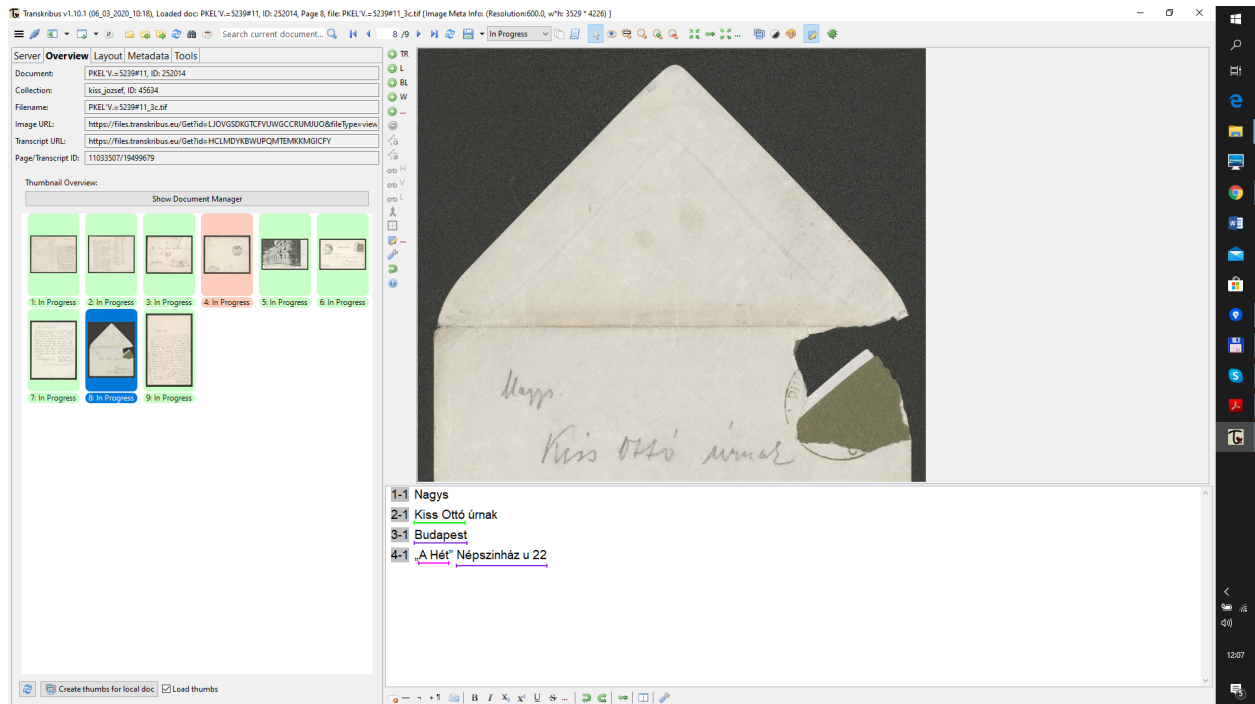 Transkribus v1.10.1 (06_03_2020_10:18), Loaded doc: PKEL'V.=5239#11, ID: 252014, Page 8, file: PKEL'V.=5239#11_3c.tif [Image Meta Info: (Resolution:600.0, w*h: 3529 * 4226) ]
Search current document...
8 /9
In Progress
Server Overview Layout Metadata Tools
Document: PKEL'V.=5239#11, ID: 252014
Collection: kiss_jozsef, ID: 45634
Filename: PKEL'V.=5239#11_3c.tif
Image URL: https://files.transkribus.eu/Get?id=LJOVGSDKGTCFVUWGCCRUMJUO&fileType=view
Transcript URL: https://files.transkribus.eu/Get?id=HCLMDYKBWUPQMTEMKKMGICFY
Page/Transcript ID: 11033507/19499679
Thumbnail Overview:
Show Document Manager
1: In Progress 2: In Progress 3: In Progress 4: In Progress 5: In Progress 6: In Progress
7: In Progress 8: In Progress 9: In Progress
Create thumbs for local doc Load thumbs
TR
L
BL
W
...
H
V
L
Nagys.
Kiss Ottó úrnak
1-1 Nagys
2-1 Kiss Ottó úrnak
3-1 Budapest
4-1 „A Hét” Népszinház u 22
B I X₁ x² U S ...
12:07